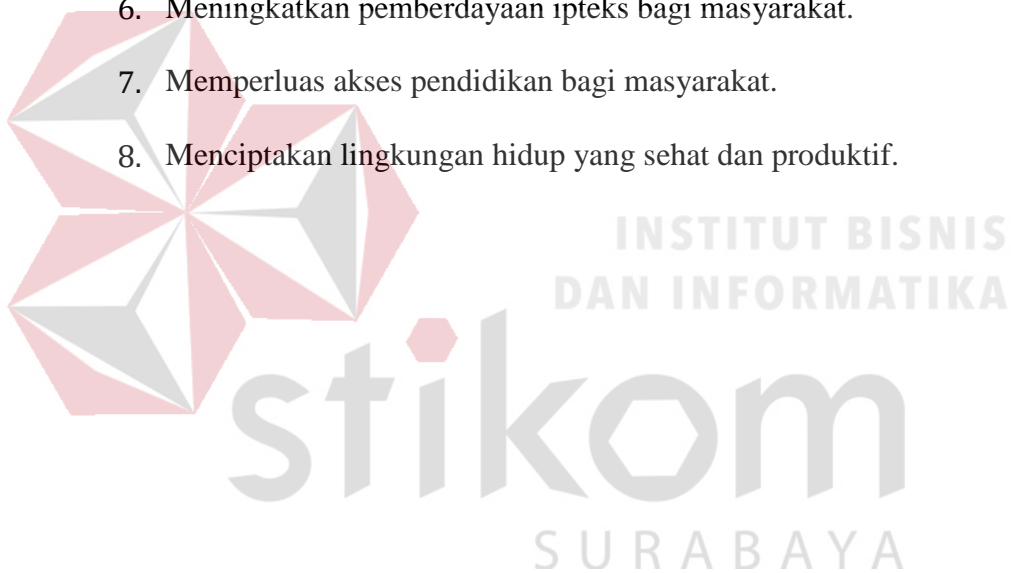 6. Meningkatkan pemberdayaan ipteks bagi masyarakat.
7. Memperluas akses pendidikan bagi masyarakat.
8. Menciptakan lingkungan hidup yang sehat dan produktif.
INSTITUT BISNIS
DAN INFORMATIKA
stikom
SURABAYA